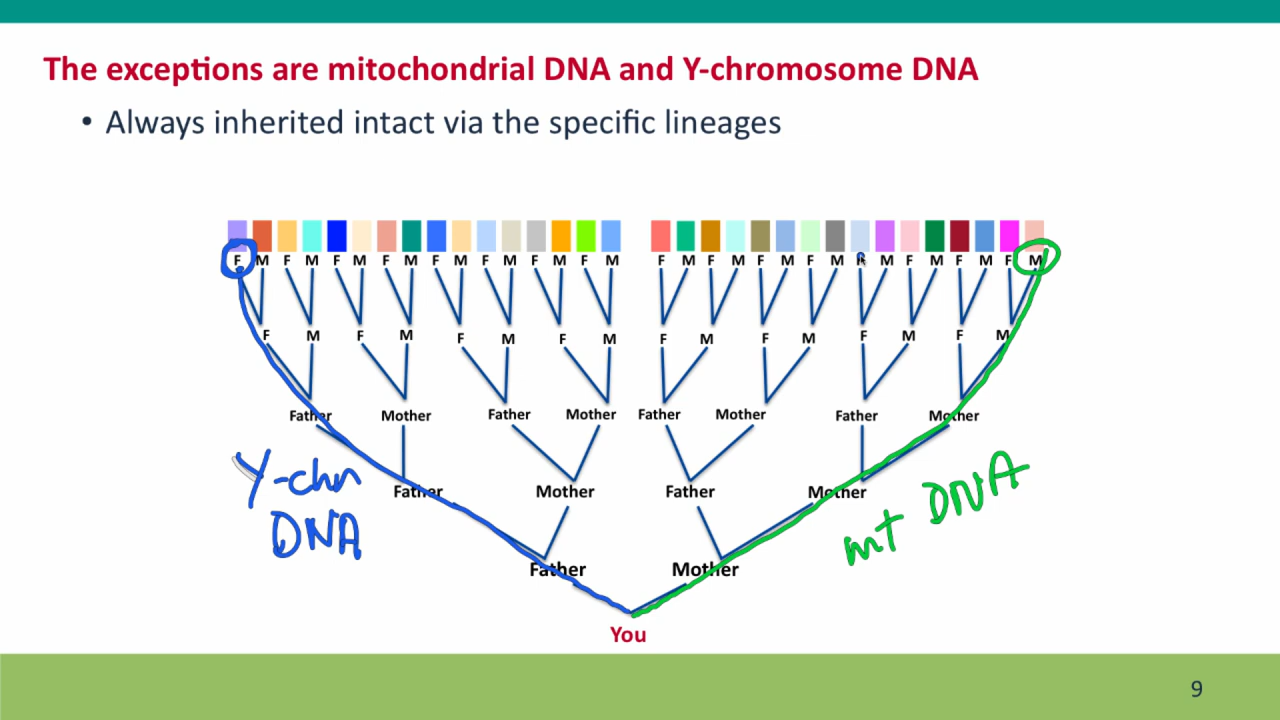 The exceptions are mitochondrial DNA and Y-chromosome DNA
• Always inherited intact via the specific lineages
F M F M F M F M F M F M F M F M F M F M F M F M F M F M F M F M
F M F M F M F M F M F M F M F M
Father Mother Father Mother Father Mother Father Mother
Y-chr DNA
Father Mother Father Mother
mt DNA
Father Mother
You
9